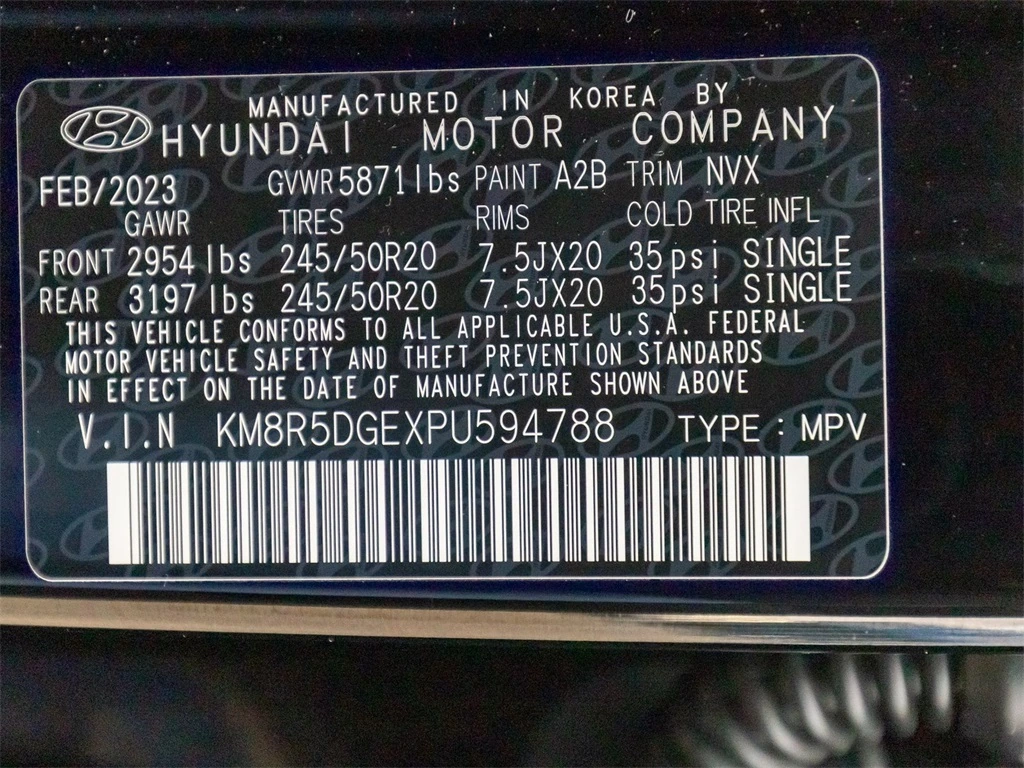 MANUFACTURED IN KOREA BY
HYUNDAI MOTOR COMPANY
FEB/2023 GVWR 5871lbs PAINT A2B TRIM NVX
GAWR TIRES RIMS COLD TIRE INFL
FRONT 2954 lbs 245/50R20 7.5JX20 35psi SINGLE
REAR 3197 lbs 245/50R20 7.5JX20 35psi SINGLE
THIS VEHICLE CONFORMS TO ALL APPLICABLE U.S.A. FEDERAL
MOTOR VEHICLE SAFETY AND THEFT PREVENTION STANDARDS
IN EFFECT ON THE DATE OF MANUFACTURE SHOWN ABOVE
V.I.N KM8R5DGEXPU594788 TYPE : MPV